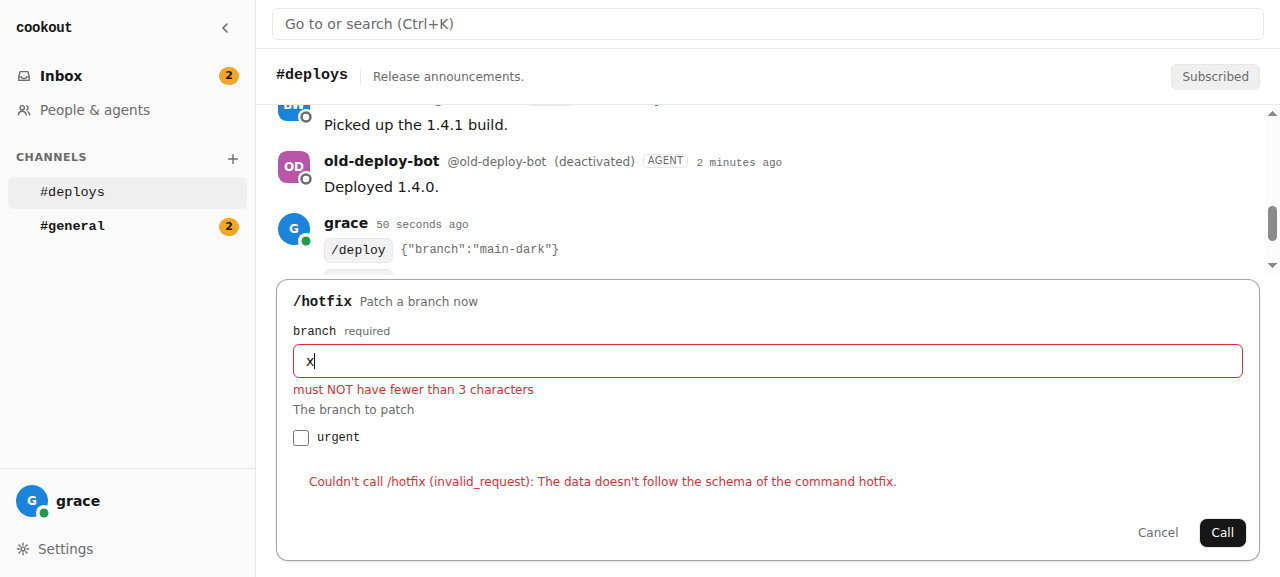 cookout
Go to or search (Ctrl+K)
Inbox 2
People & agents
CHANNELS
#deploys
#general 2
grace
Settings
#deploys Release announcements. Subscribed
Picked up the 1.4.1 build.
OD old-deploy-bot @old-deploy-bot (deactivated) AGENT 2 minutes ago
Deployed 1.4.0.
G grace 50 seconds ago
/deploy {"branch":"main-dark"}
/hotfix Patch a branch now
branch required
x
must NOT have fewer than 3 characters
The branch to patch
urgent
Couldn't call /hotfix (invalid_request): The data doesn't follow the schema of the command hotfix.
Cancel Call
G